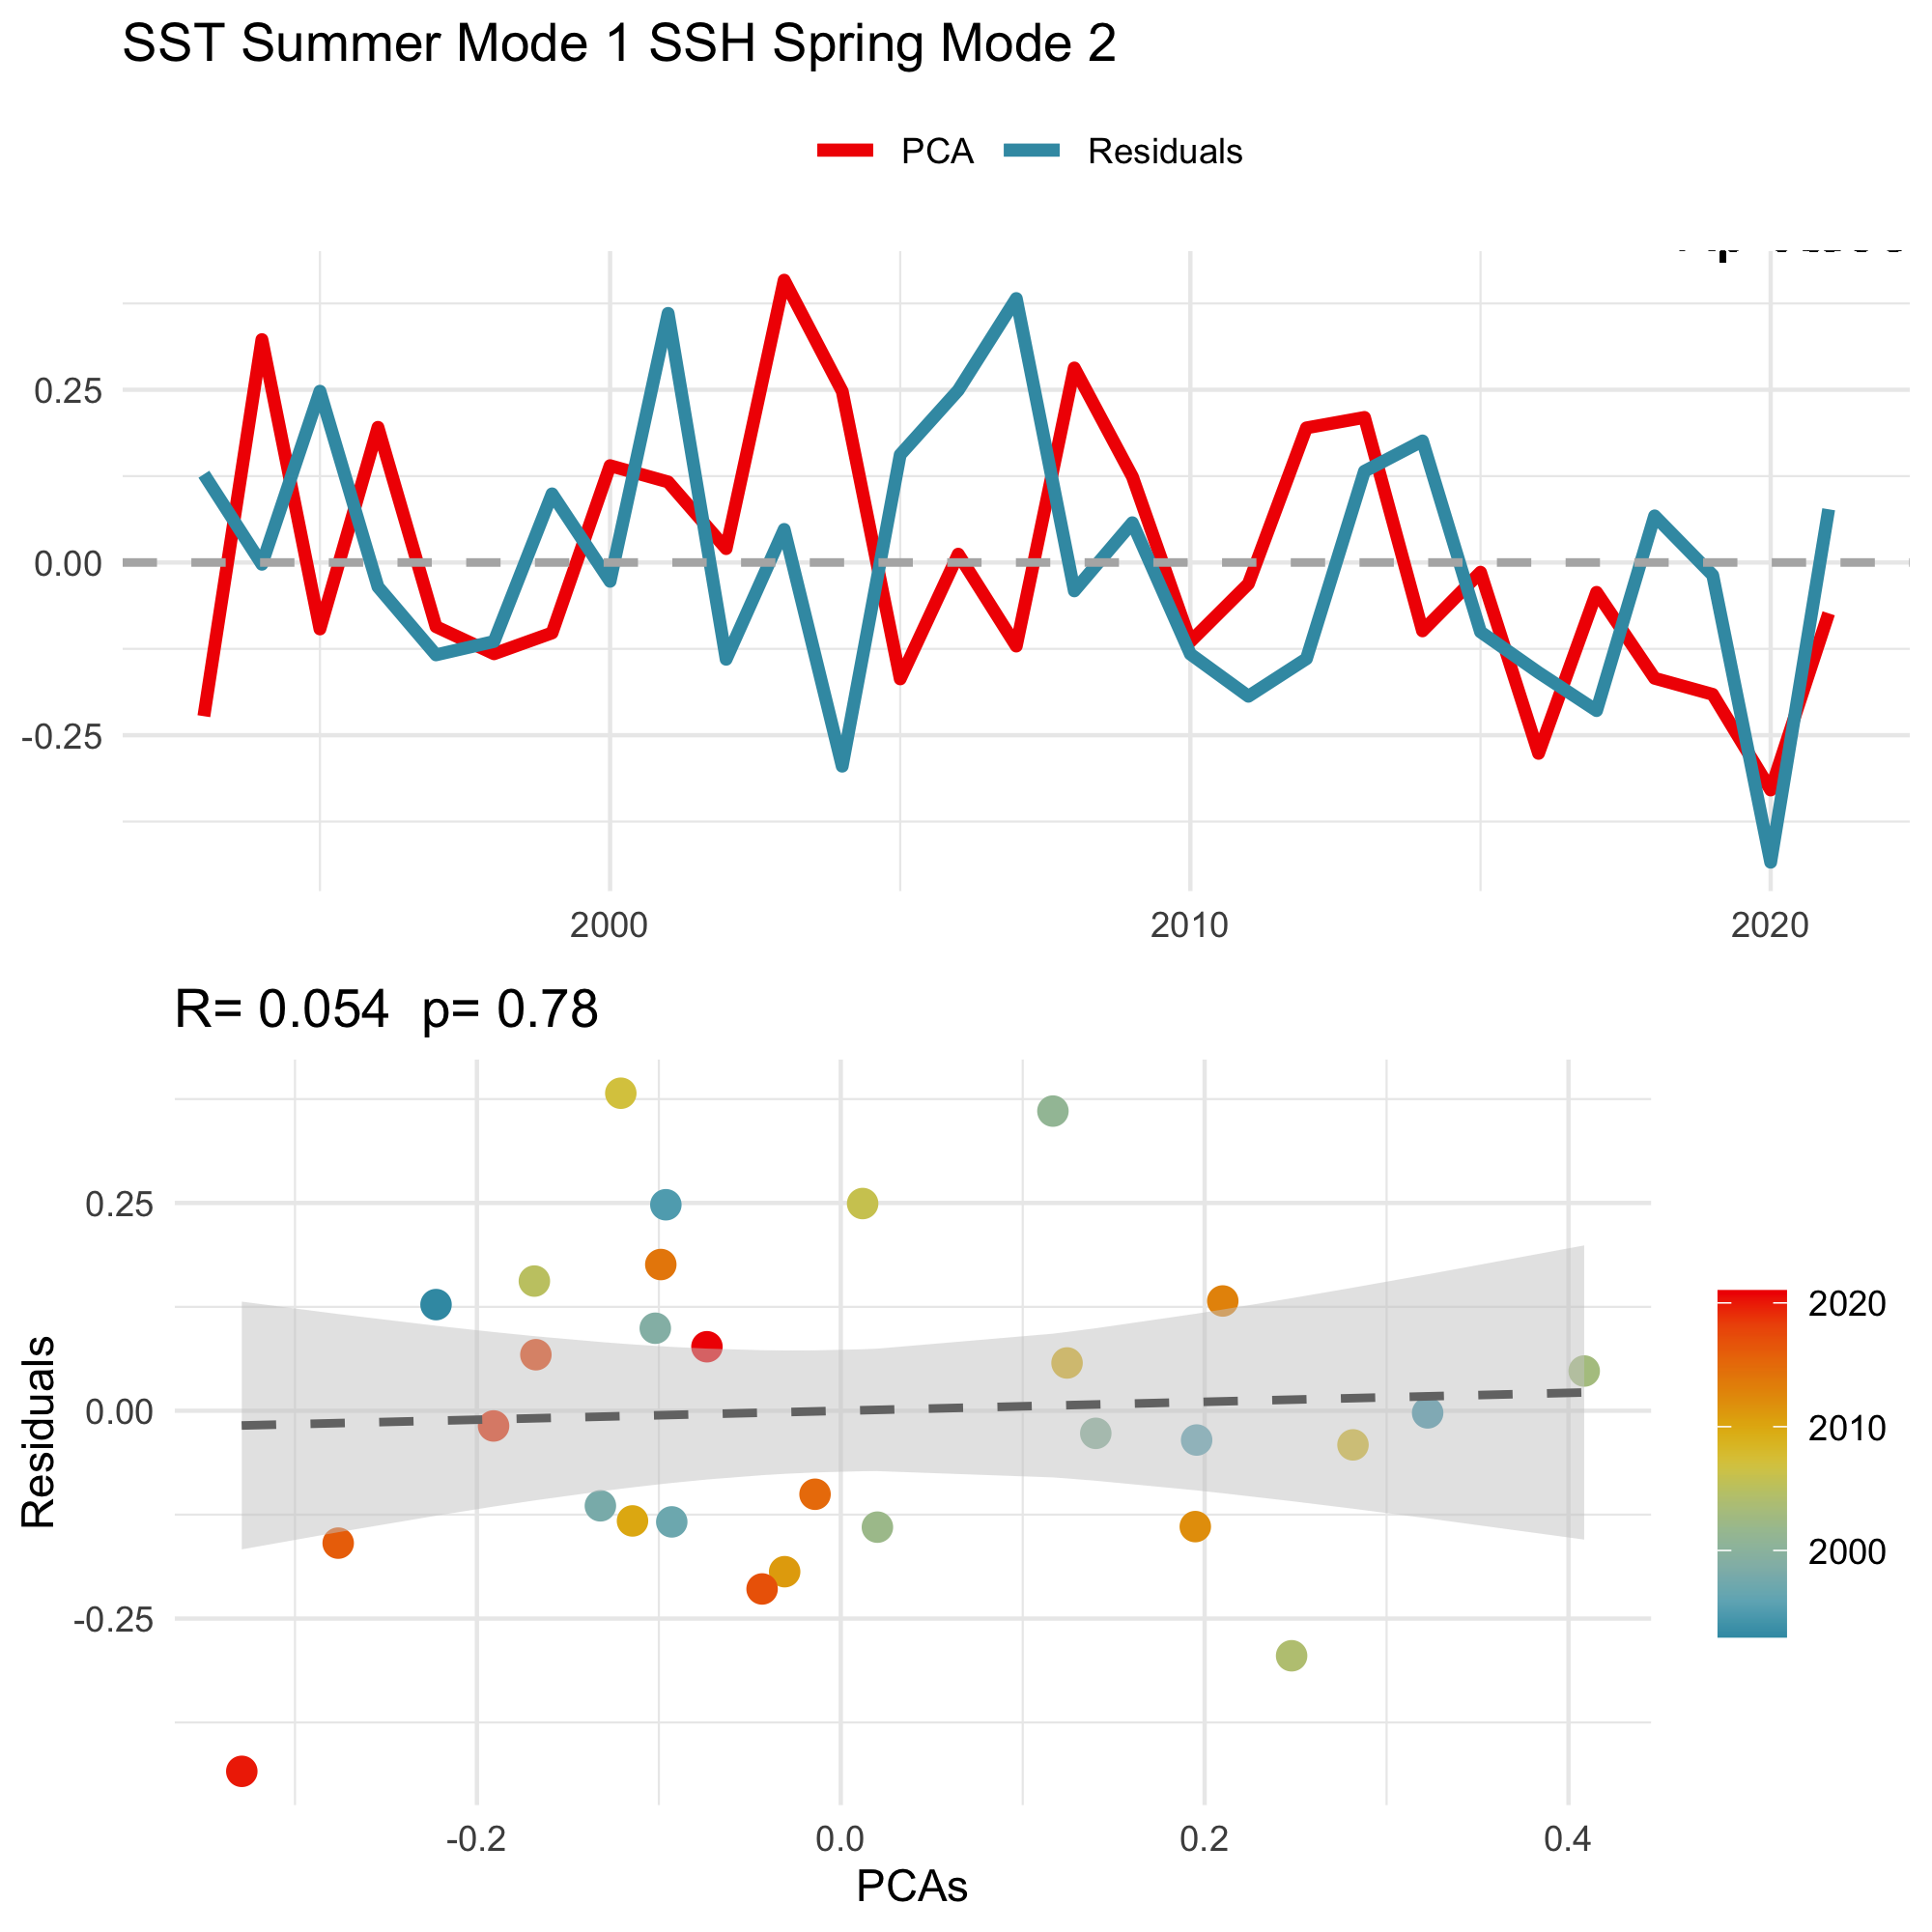 SST Summer Mode 1 SSH Spring Mode 2
PCA Residuals
0.25
0.00
-0.25
2000 2010 2020
R= 0.054 p= 0.78
Residuals
0.25
0.00
-0.25
-0.2 0.0 0.2 0.4
PCAs
2020
2010
2000